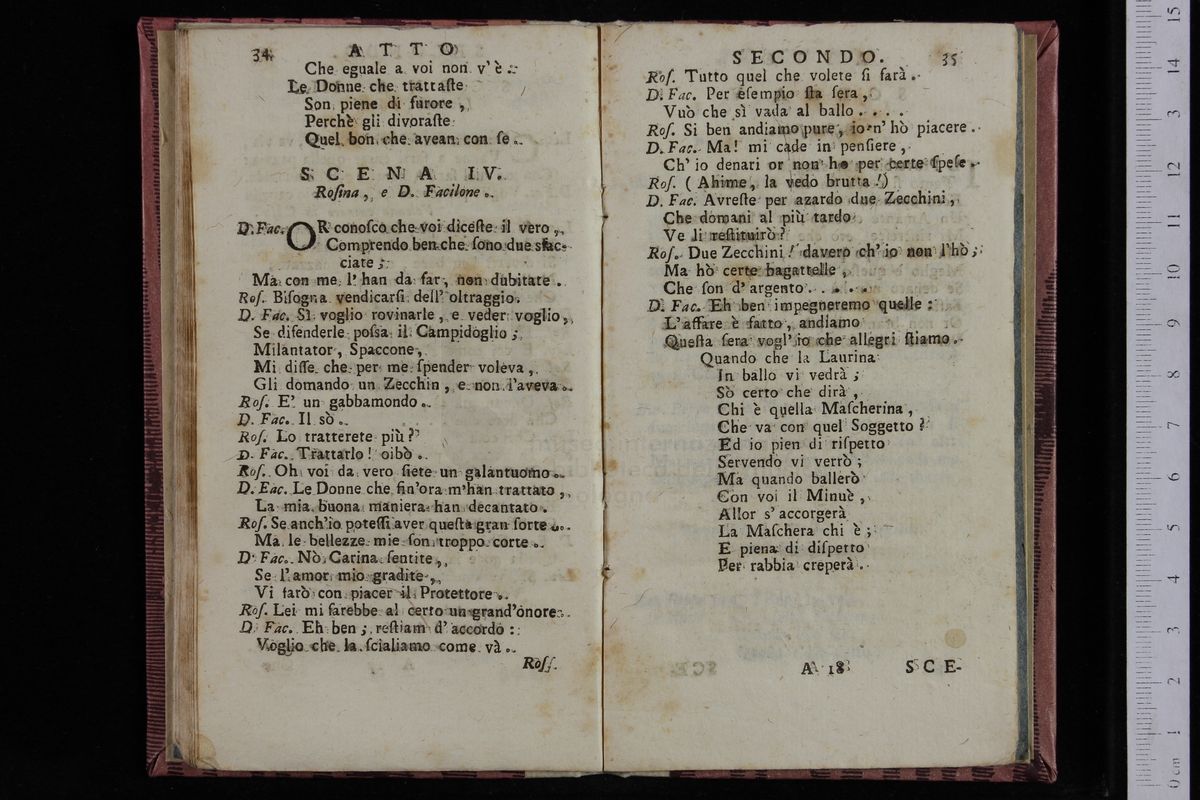 34 ATTO
Che eguale a voi non v'è.
Le Donne che trattaſte
Son piene di furore,
Perchè gli divoraſte
Quel bon che avean con ſe.
SCENA IV.
Roſina, e D. Facilone.
D. Fac. OR conoſco che voi diceſte il vero,
Comprendo ben che ſono due sfac-
ciate;
Ma con me l'han da far, non dubitate.
Roſ. Biſogna vendicarſi dell' oltraggio.
D. Fac. Sì voglio rovinarle, e veder voglio,
Se difenderle poſſa il Campidoglio;
Milantator, Spaccone,
Mi diſſe che per me ſpender voleva,
Gli domando un Zecchin, e non l'aveva.
Roſ. E' un gabbamondo.
D. Fac. Il sò.
Roſ. Lo tratterete più?
D. Fac. Trattarlo! oibò.
Roſ. Oh voi da vero ſiete un galantuomo.
D. Fac. Le Donne che fin'ora m'han trattato,
La mia buona maniera han decantato.
Roſ. Se anch'io poteſſi aver queſta gran ſorte.
Ma le bellezze mie ſon troppo corte.
D. Fac. Nò Carina ſentite,
Se l'amor mio gradite,
Vi farò con piacer il Protettore.
Roſ. Lei mi farebbe al certo un grand'onore.
D. Fac. Eh ben; reſtiam d'accordo:
Voglio che la ſcialiamo come và.
Roſ.
SECONDO. 35
Roſ. Tutto quel che volete ſi farà.
D. Fac. Per eſempio ſta ſera,
Vuò che sì vada al ballo. . . .
Roſ. Si ben andiamo pure, io n'hò piacere.
D. Fac. Ma! mi cade in penſiere,
Ch'io denari or non ho per certe ſpeſe.
Roſ. (Ahime, la vedo brutta!)
D. Fac. Avreſte per azardo due Zecchini,
Che domani al più tardo
Ve li reſtituirò?
Roſ. Due Zecchini! davero ch'io non l'hò;
Ma hò certe bagattelle,
Che ſon d'argento. . . . .
D. Fac. Eh ben impegneremo quelle:
L'affare è fatto, andiamo
Queſta ſera vogl'io che allegri ſtiamo.
Quando che la Laurina
In ballo vi vedrà;
Sò certo che dirà,
Chi è quella Maſcherina,
Che va con quel Soggetto?
Ed io pien di riſpetto
Servendo vi verrò;
Ma quando ballerò
Con voi il Minuè,
Allor s'accorgerà
La Maſchera chi è;
E piena di diſpetto
Per rabbia creperà.
A 18 SCE-